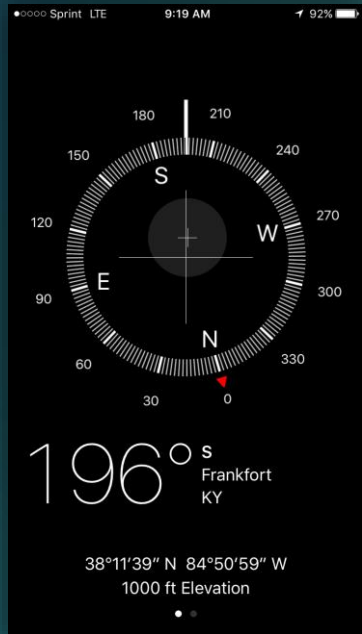 Sprint LTE 9:19 AM 92%
180 210
150 240
S
120 W 270
E
90 300
N
60 330
30 0
196° S
Frankfort
KY
38°11'39" N 84°50'59" W
1000 ft Elevation